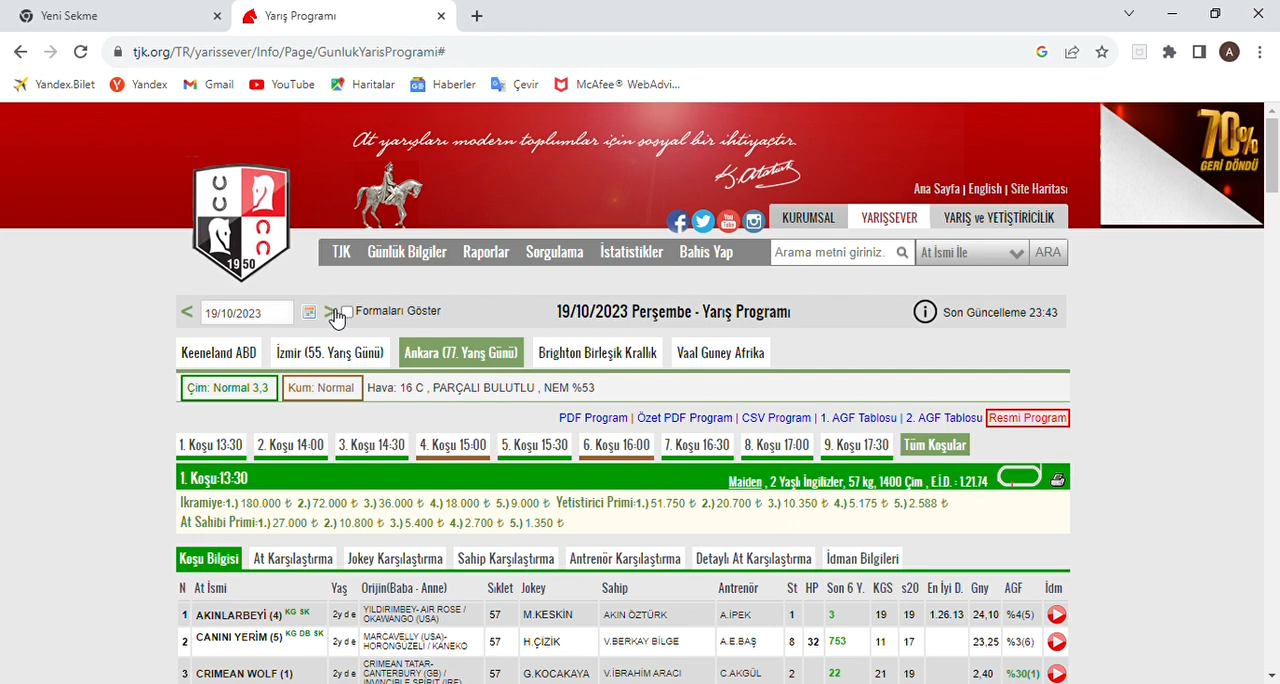 Yeni Sekme
Yarış Programı
tjk.org/TR/yarissever/Info/Page/GunlukYarisProgrami#
A
Yandex.Bilet Yandex Gmail YouTube Haritalar Haberler Çevir McAfee® WebAdvi...
At yarışları modern toplumlar için sosyal bir ihtiyaçtır.
K. Atatürk
70%
GERİ DÖNDÜ
Ana Sayfa | English | Site Haritası
KURUMSAL YARIŞSEVER YARIŞ ve YETİŞTİRİCİLİK
1950
TJK Günlük Bilgiler Raporlar Sorgulama İstatistikler Bahis Yap Arama metni giriniz. At İsmi İle ARA
< 19/10/2023 > Formaları Göster 19/10/2023 Perşembe - Yarış Programı Son Güncelleme 23:43
Keeneland ABD İzmir (55. Yarış Günü) Ankara (77. Yarış Günü) Brighton Birleşik Krallık Vaal Guney Afrika
Çim: Normal 3,3 Kum: Normal Hava: 16 C , PARÇALI BULUTLU , NEM %53
PDF Program | Özet PDF Program | CSV Program | 1. AGF Tablosu | 2. AGF Tablosu Resmi Program
1. Koşu 13:30 2. Koşu 14:00 3. Koşu 14:30 4. Koşu 15:00 5. Koşu 15:30 6. Koşu 16:00 7. Koşu 16:30 8. Koşu 17:00 9. Koşu 17:30 Tüm Koşular
1. Koşu:13:30 Maiden , 2 Yaşlı İngilizler, 57 kg, 1400 Çim , E.İ.D. : 1.21.74
İkramiye:1.) 180.000 ₺ 2.) 72.000 ₺ 3.) 36.000 ₺ 4.) 18.000 ₺ 5.) 9.000 ₺ Yetistirici Primi:1.) 51.750 ₺ 2.) 20.700 ₺ 3.) 10.350 ₺ 4.) 5.175 ₺ 5.) 2.588 ₺
At Sahibi Primi:1.) 27.000 ₺ 2.) 10.800 ₺ 3.) 5.400 ₺ 4.) 2.700 ₺ 5.) 1.350 ₺
Koşu Bilgisi At Karşılaştırma Jokey Karşılaştırma Sahip Karşılaştırma Antrenör Karşılaştırma Detaylı At Karşılaştırma İdman Bilgileri
N At İsmi Yaş Orijin(Baba - Anne) Sıklet Jokey Sahip Antrenör St HP Son 6 Y. KGS s20 En İyi D. Gny AGF İdm
1 AKINLARBEYİ (4) KG SK 2y d e YILDIRIMBEY- AIR ROSE / OKAWANGO (USA) 57 M.KESKİN AKIN ÖZTÜRK A.İPEK 1 3 19 19 1.26.13 24,10 %4(5)
2 CANINI YERİM (5) KG DB SK 2y d e MARCAVELLY (USA)- HORONGÜZELİ / KANEKO 57 H.ÇİZİK V.BERKAY BİLGE A.E.BAŞ 8 32 753 11 17 23,25 %3(6)
3 CRIMEAN WOLF (1) 2y d e CRIMEAN TATAR- CANTERBURY (GB) / INVINCIBLE SPIRIT (IRE) 57 G.KOCAKAYA V.İBRAHİM ARACI C.AKGÜL 2 22 21 19 2,40 %30(1)